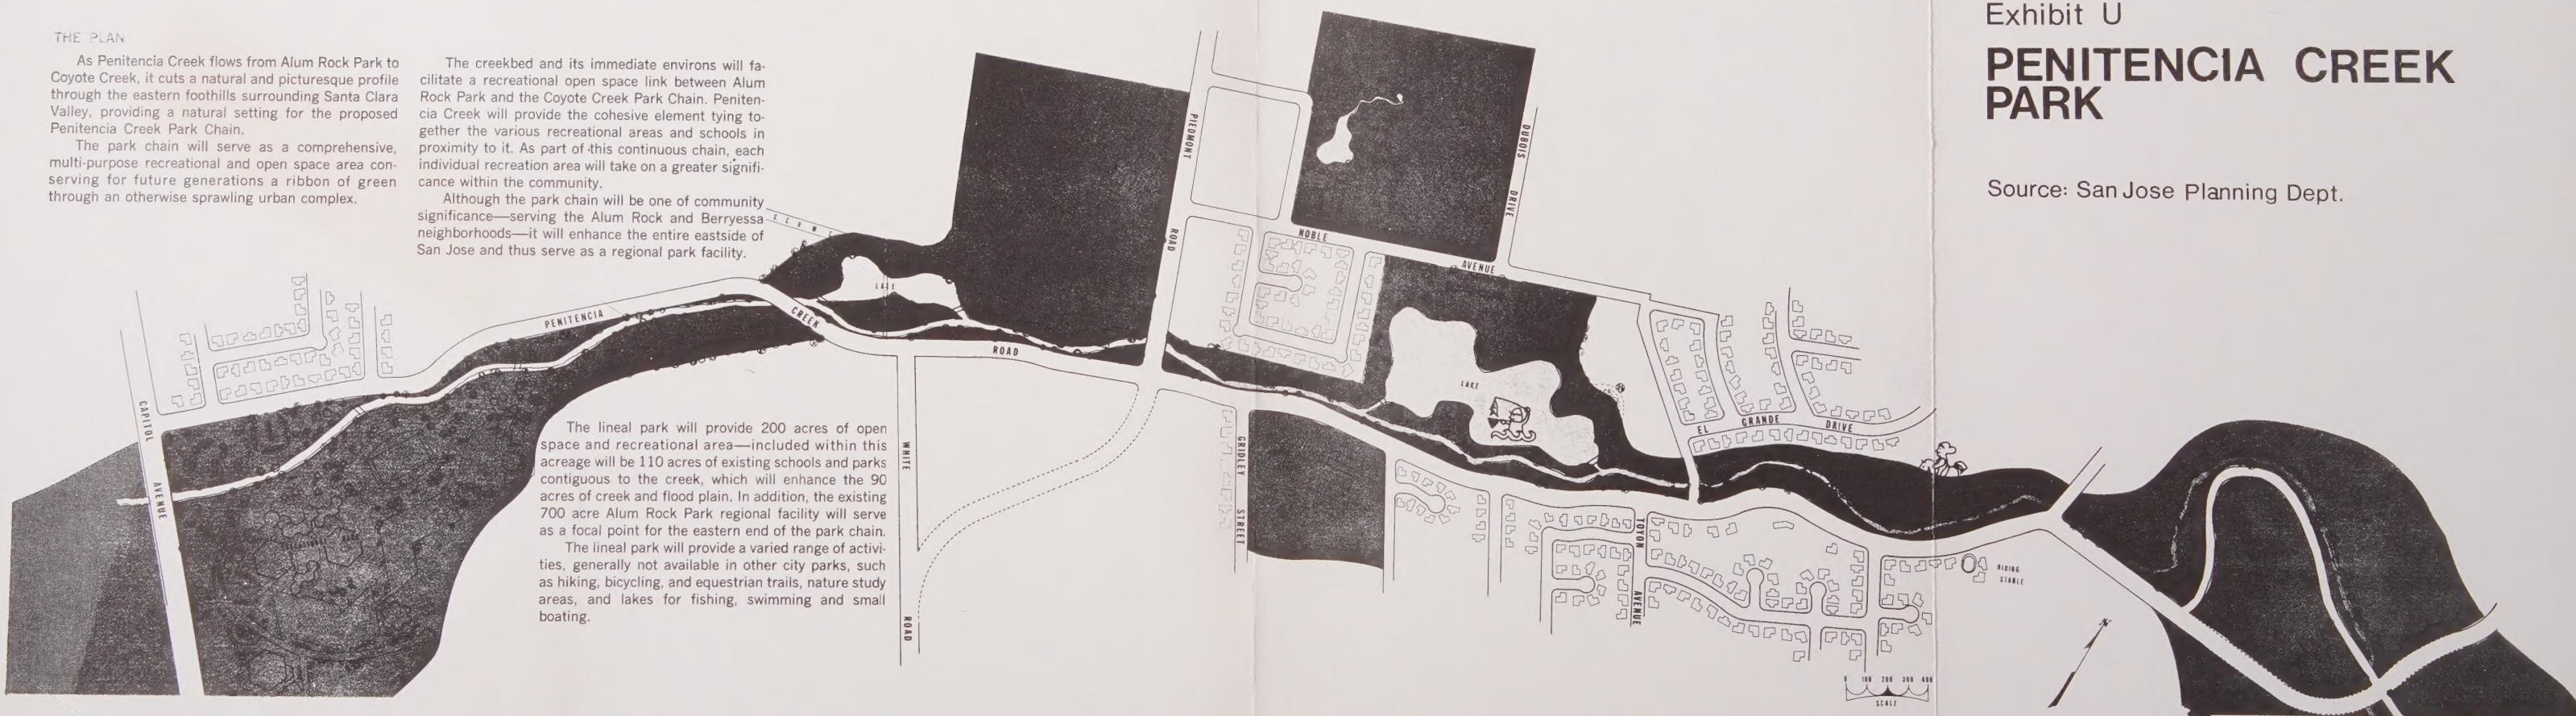 Exhibit U
PENITENCIA CREEK
PARK
Source: San Jose Planning Dept.
THE PLAN
As Penitencia Creek flows from Alum Rock Park to
Coyote Creek, it cuts a natural and picturesque profile
through the eastern foothills surrounding Santa Clara
Valley, providing a natural setting for the proposed
Penitencia Creek Park Chain.
The park chain will serve as a comprehensive,
multi-purpose recreational and open space area con-
serving for future generations a ribbon of green
through an otherwise sprawling urban complex.
The creekbed and its immediate environs will fa-
cilitate a recreational open space link between Alum
Rock Park and the Coyote Creek Park Chain. Peniten-
cia Creek will provide the cohesive element tying to-
gether the various recreational areas and schools in
proximity to it. As part of this continuous chain, each
individual recreation area will take on a greater signifi-
cance within the community.
Although the park chain will be one of community
significance—serving the Alum Rock and Berryessa
neighborhoods—it will enhance the entire eastside of
San Jose and thus serve as a regional park facility.
The lineal park will provide 200 acres of open
space and recreational area—included within this
acreage will be 110 acres of existing schools and parks
contiguous to the creek, which will enhance the 90
acres of creek and flood plain. In addition, the existing
700 acre Alum Rock Park regional facility will serve
as a focal point for the eastern end of the park chain.
The lineal park will provide a varied range of activi-
ties, generally not available in other city parks, such
as hiking, bicycling, and equestrian trails, nature study
areas, and lakes for fishing, swimming and small
boating.
CAPITOL
AVENUE
PENITENCIA
CREEK
ROAD
LAKE
WHITE
ROAD
PIEDMONT
ROAD
NOBLE
AVENUE
DUBOIS
DRIVE
LAKE
GRIDLEY
STREET
EL
GRANDE
DRIVE
TOYON
AVENUE
RIDING
STABLE
N
0 100 200 300 400
SCALE